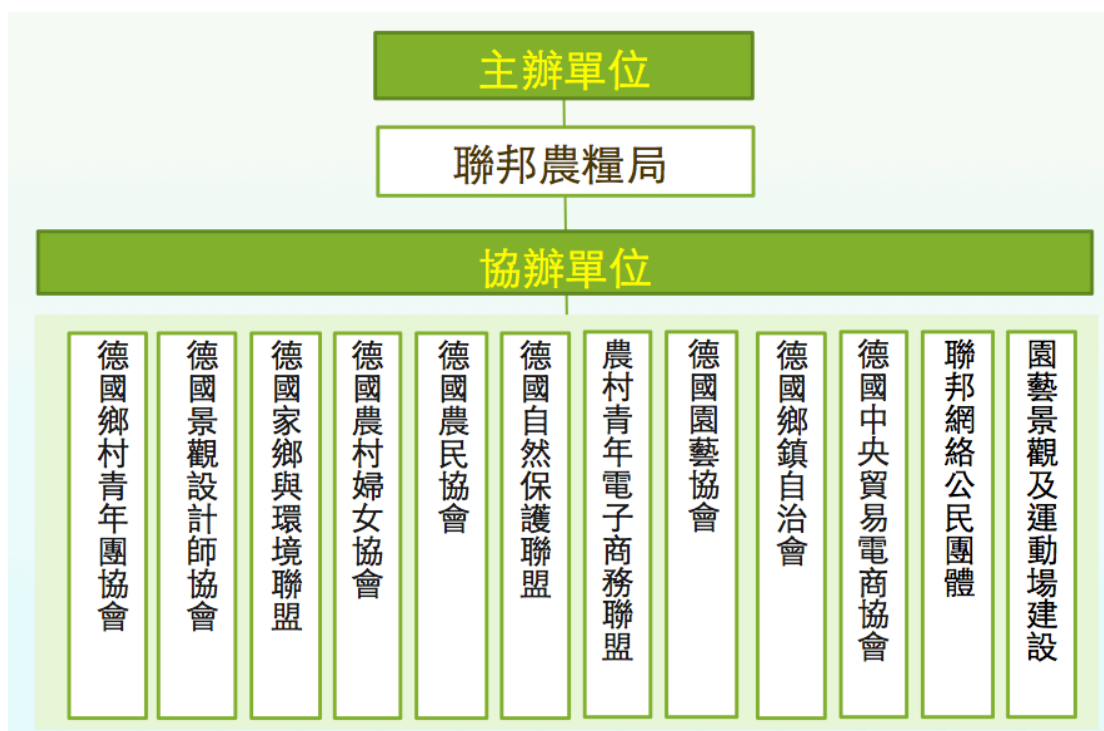 主辦單位
聯邦農糧局
協辦單位
德國鄉村青年團協會
德國景觀設計師協會
德國家鄉與環境聯盟
德國農村婦女協會
德國農民協會
德國自然保護聯盟
農村青年電子商務聯盟
德國園藝協會
德國鄉鎮自治會
德國中央貿易電商協會
聯邦網絡公民團體
園藝景觀及運動場建設